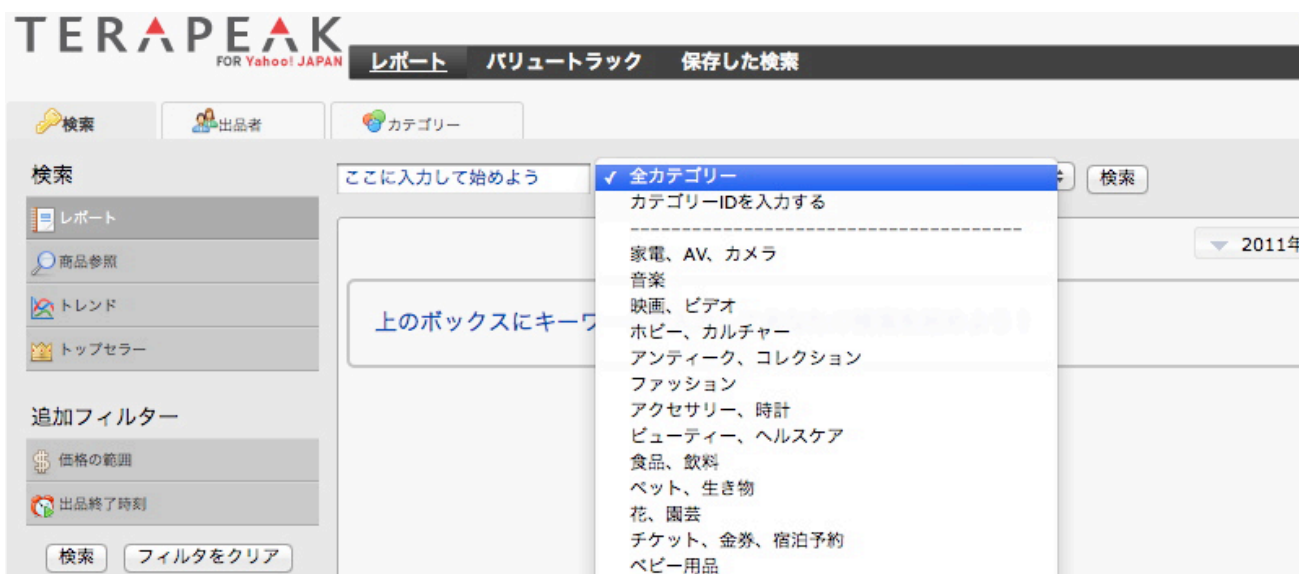 TERAPEAK
FOR Yahoo! JAPAN
レポート バリュートラック 保存した検索
検索 出品者 カテゴリー
検索
ここに入力して始めよう
✓ 全カテゴリー
検索
カテゴリーIDを入力する
--------------------------------------
レポート
2011年
家電、AV、カメラ
商品参照
音楽
トレンド
映画、ビデオ
上のボックスにキーワ
ホビー、カルチャー
トップセラー
アンティーク、コレクション
ファッション
追加フィルター
アクセサリー、時計
ビューティー、ヘルスケア
価格の範囲
食品、飲料
ペット、生き物
出品終了時刻
花、園芸
チケット、金券、宿泊予約
検索 フィルタをクリア
ベビー用品